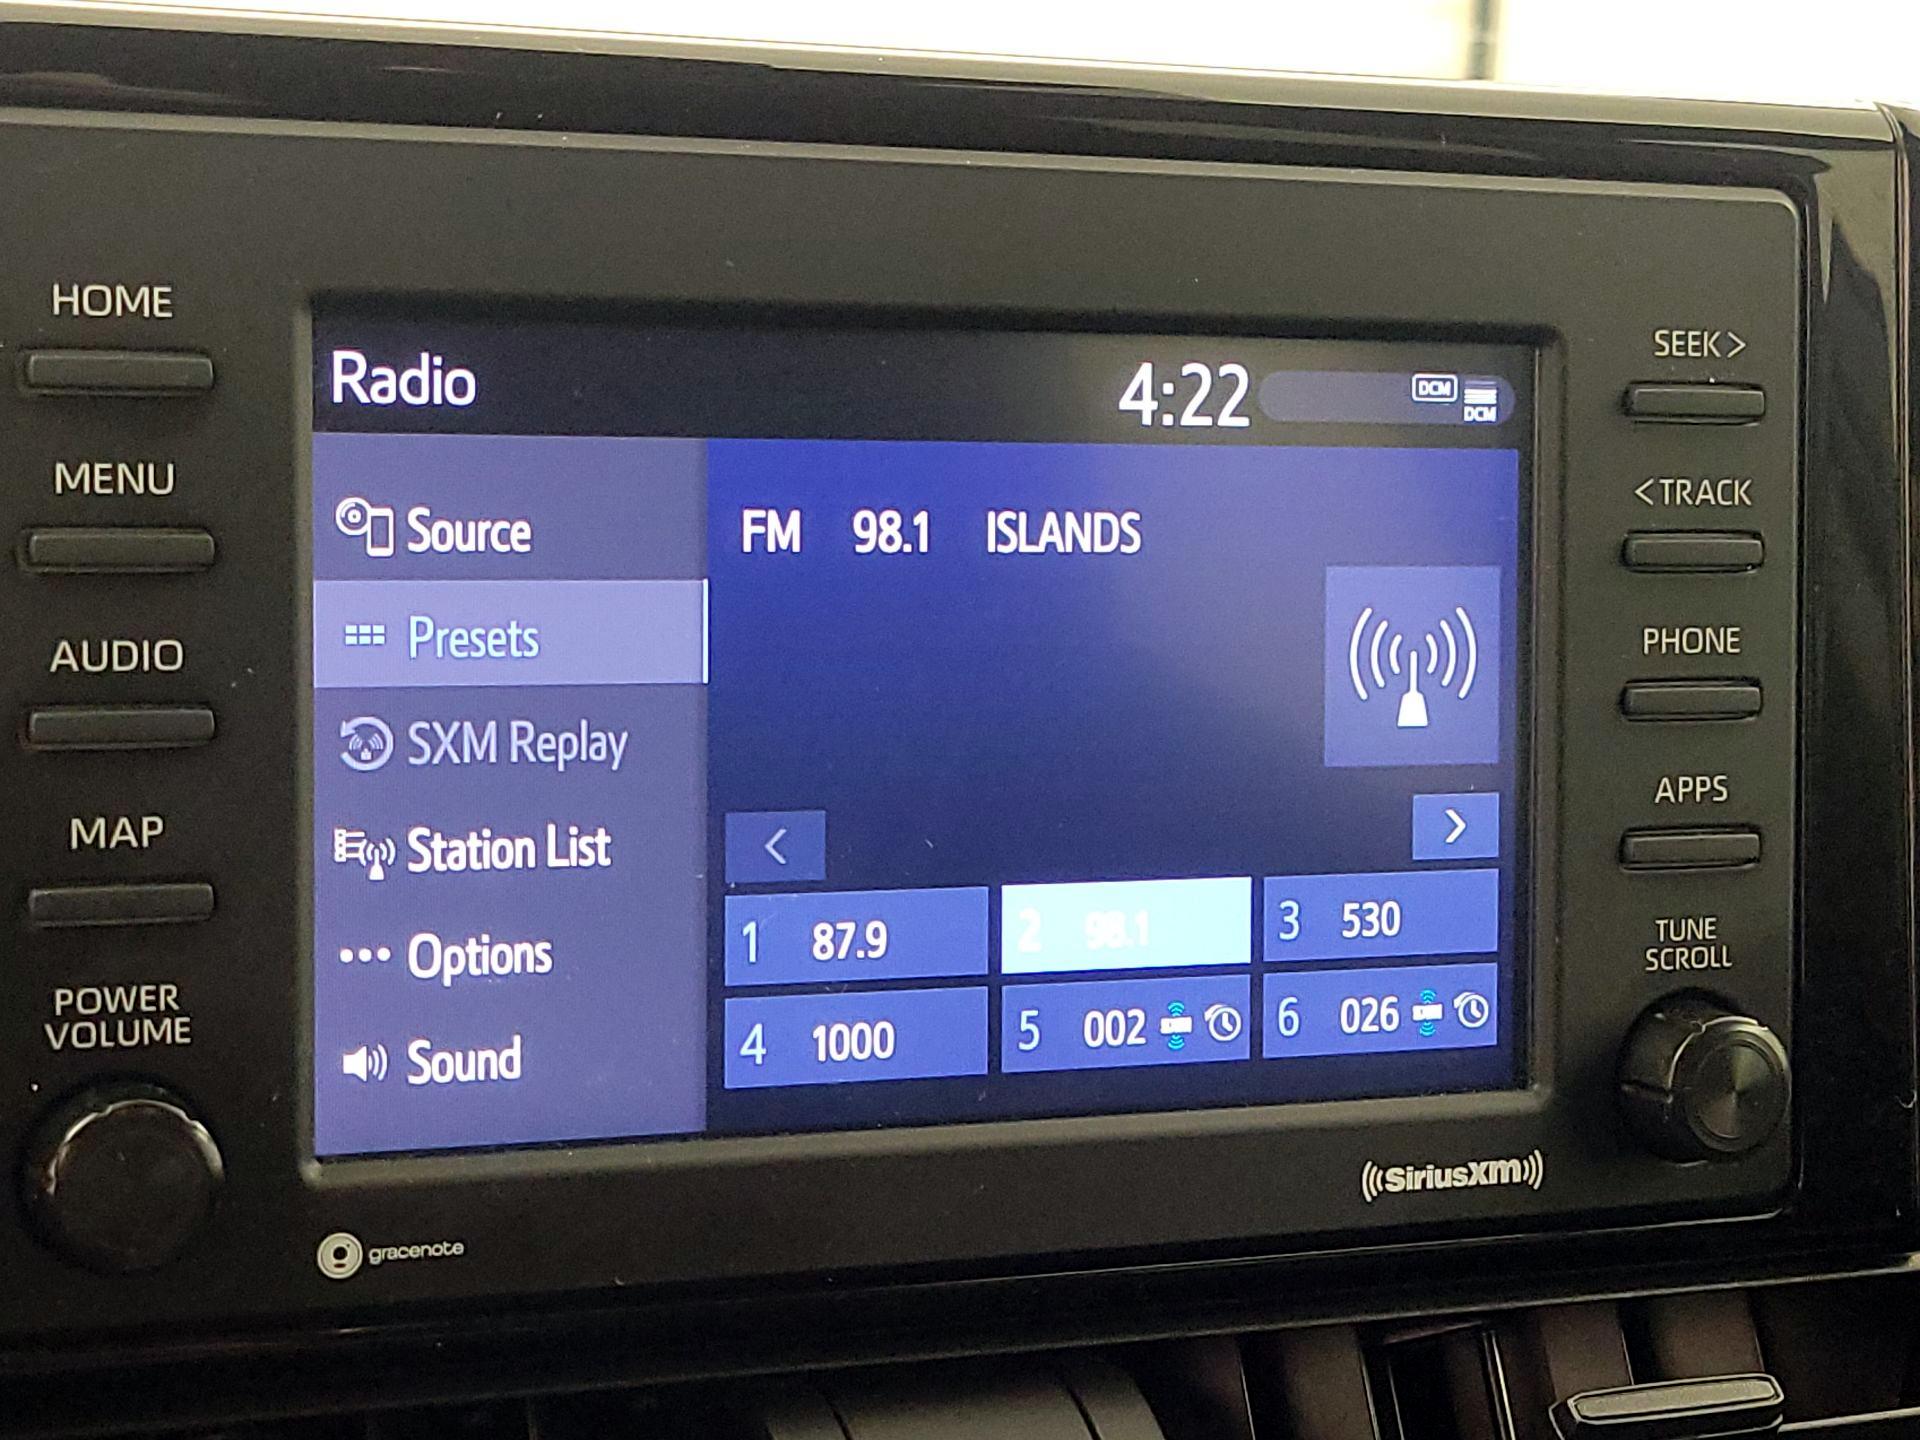 HOME
MENU
AUDIO
MAP
POWER
VOLUME
Radio
4:22
DCM
DCM
Source
Presets
SXM Replay
Station List
Options
Sound
FM 98.1 ISLANDS
<
>
1 87.9
2 98.1
3 530
4 1000
5 002 SXM
6 026 SXM
SEEK >
< TRACK
PHONE
APPS
TUNE
SCROLL
gracenote
((SiriusXM))